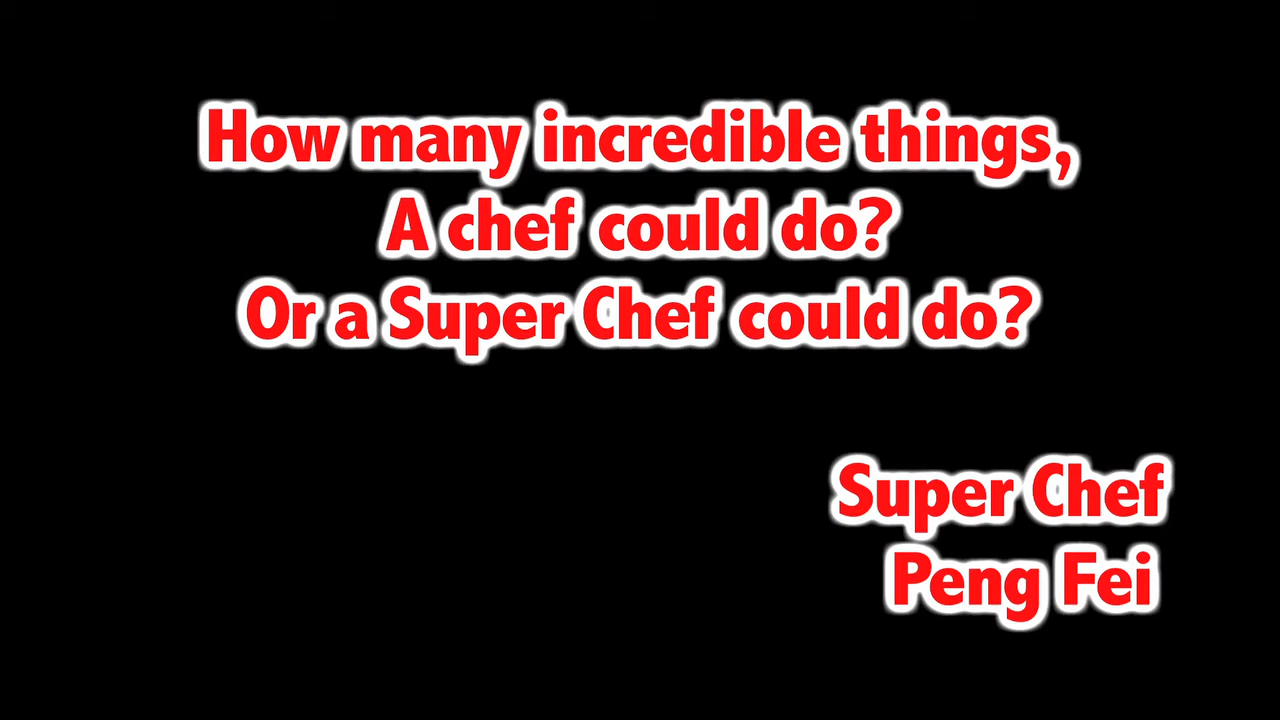 How many incredible things,
A chef could do?
Or a Super Chef could do?
Super Chef
Peng Fei